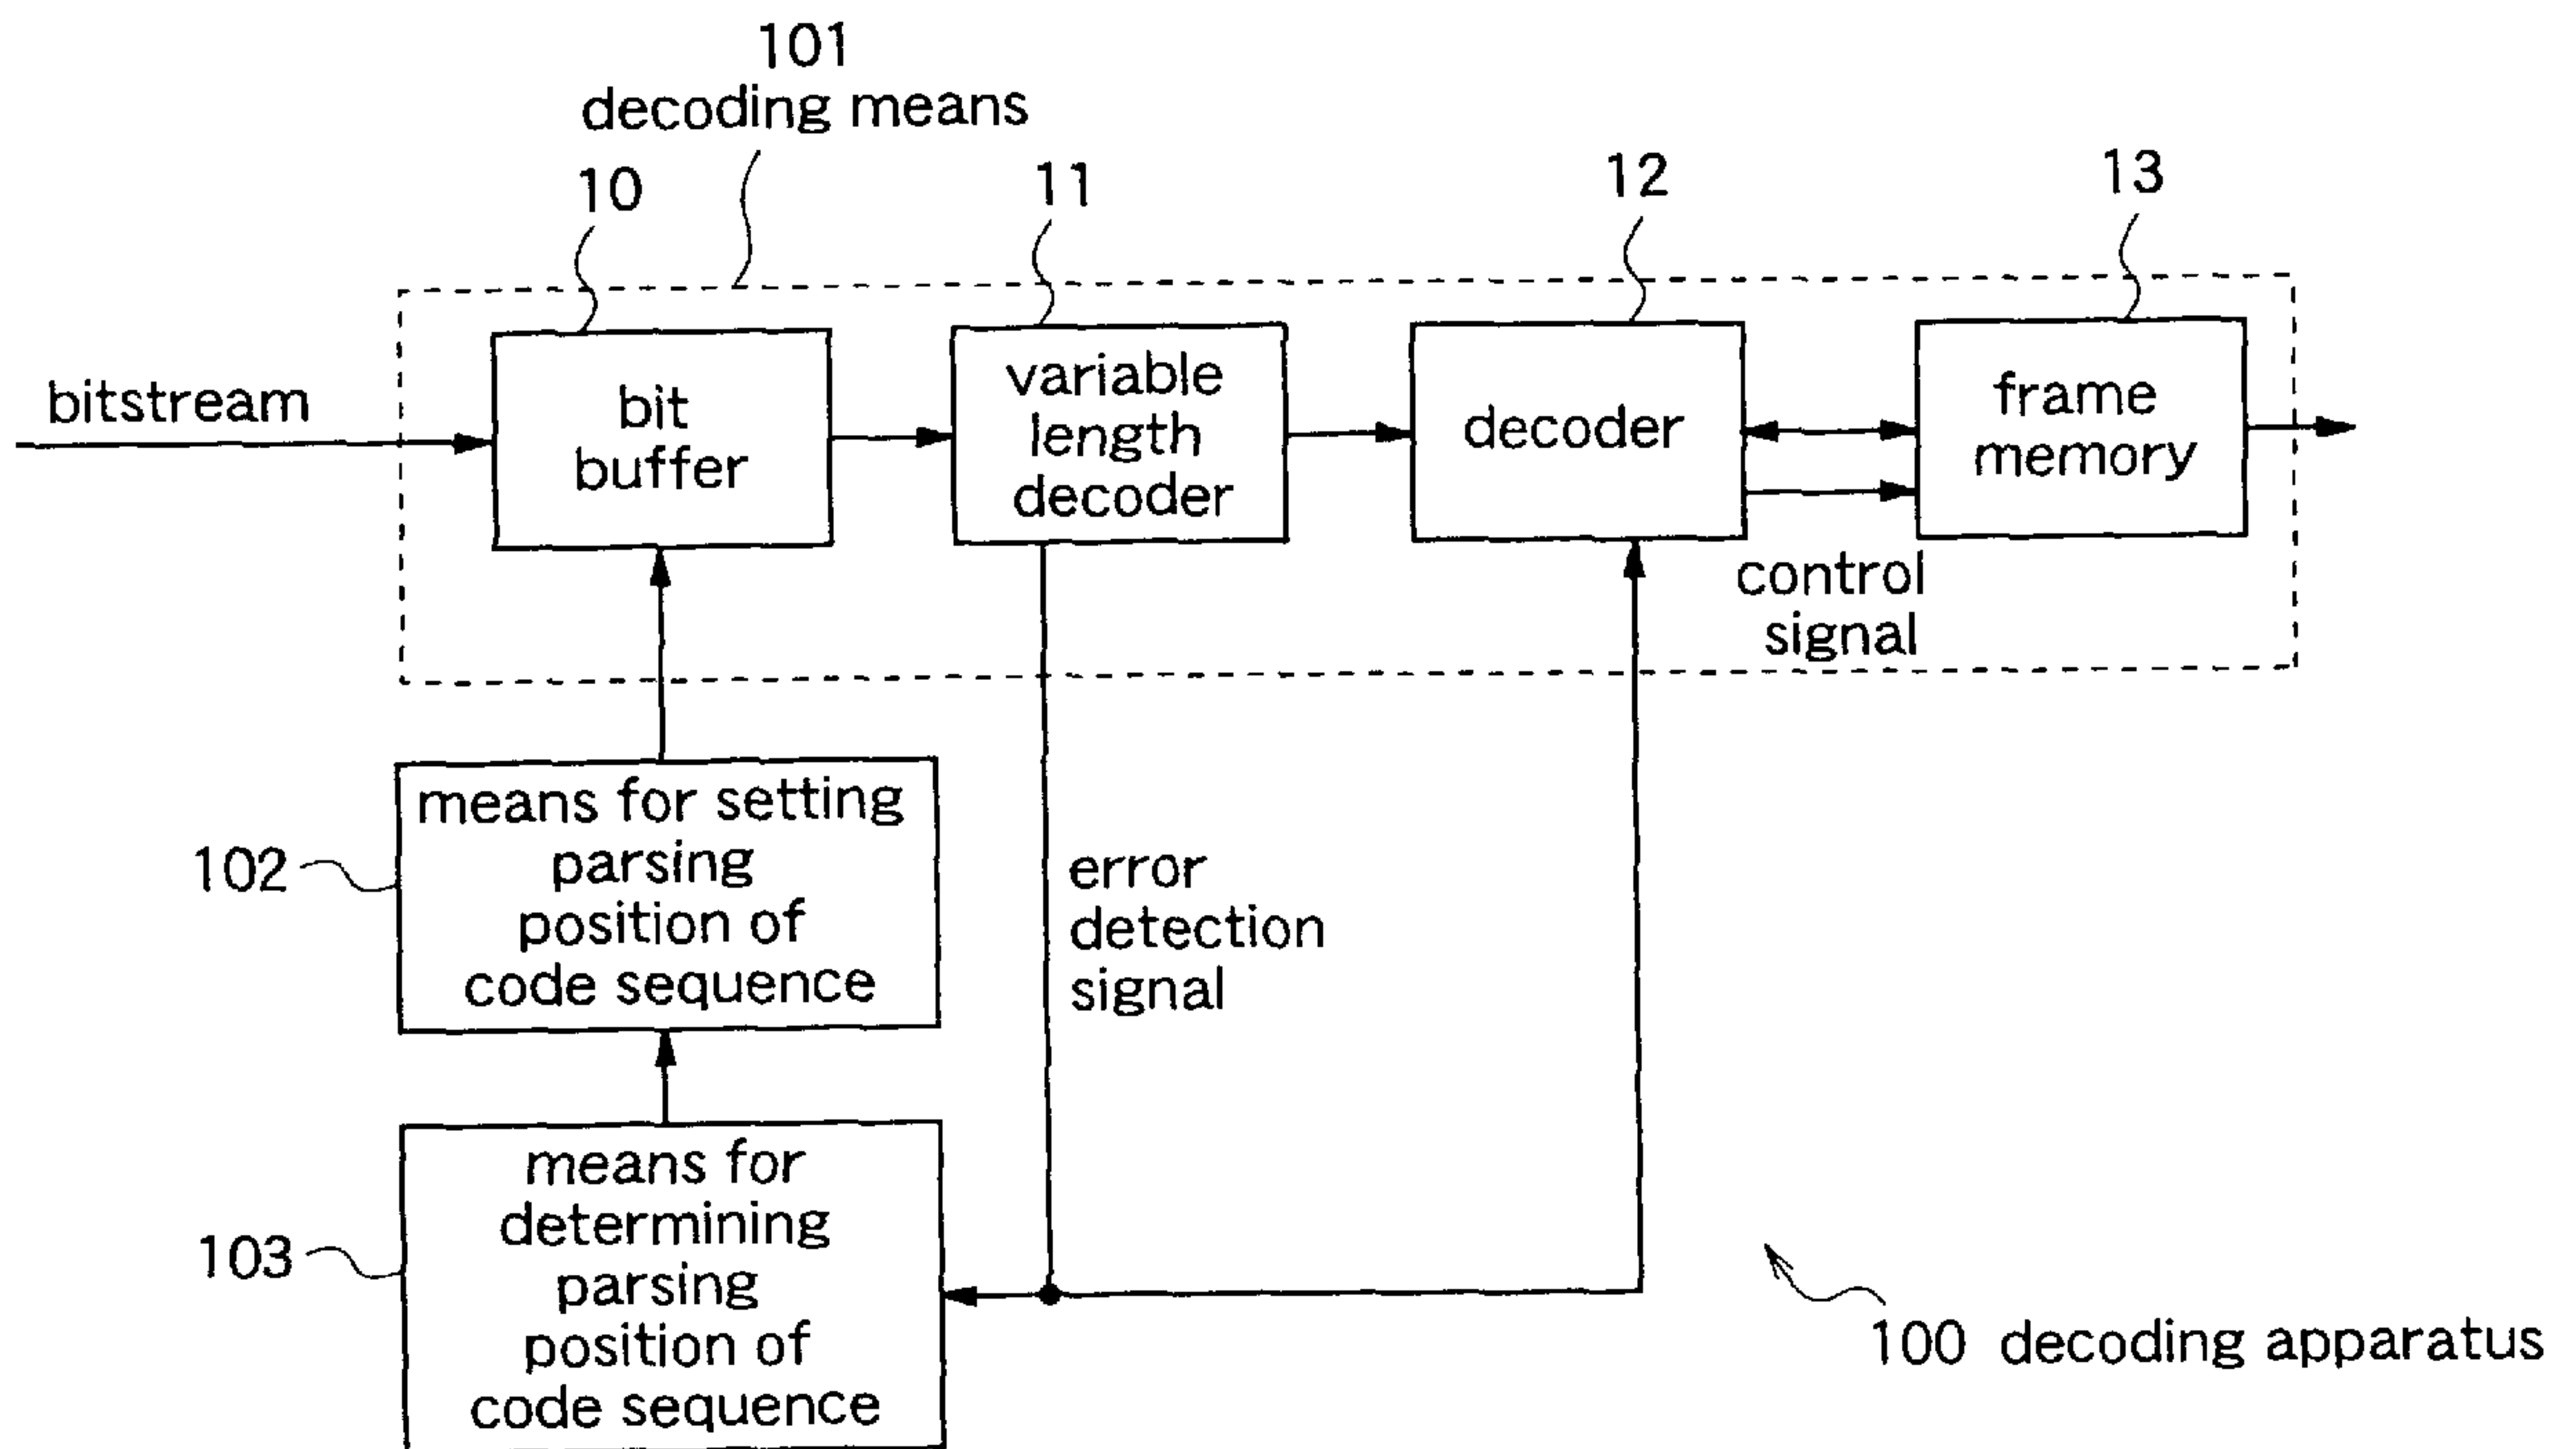 101
decoding means
10
11
12
13
bitstream
bit
buffer
variable
length
decoder
decoder
frame
memory
control
signal
102
means for setting
parsing
position of
code sequence
error
detection
signal
103
means for
determining
parsing
position of
code sequence
100 decoding apparatus